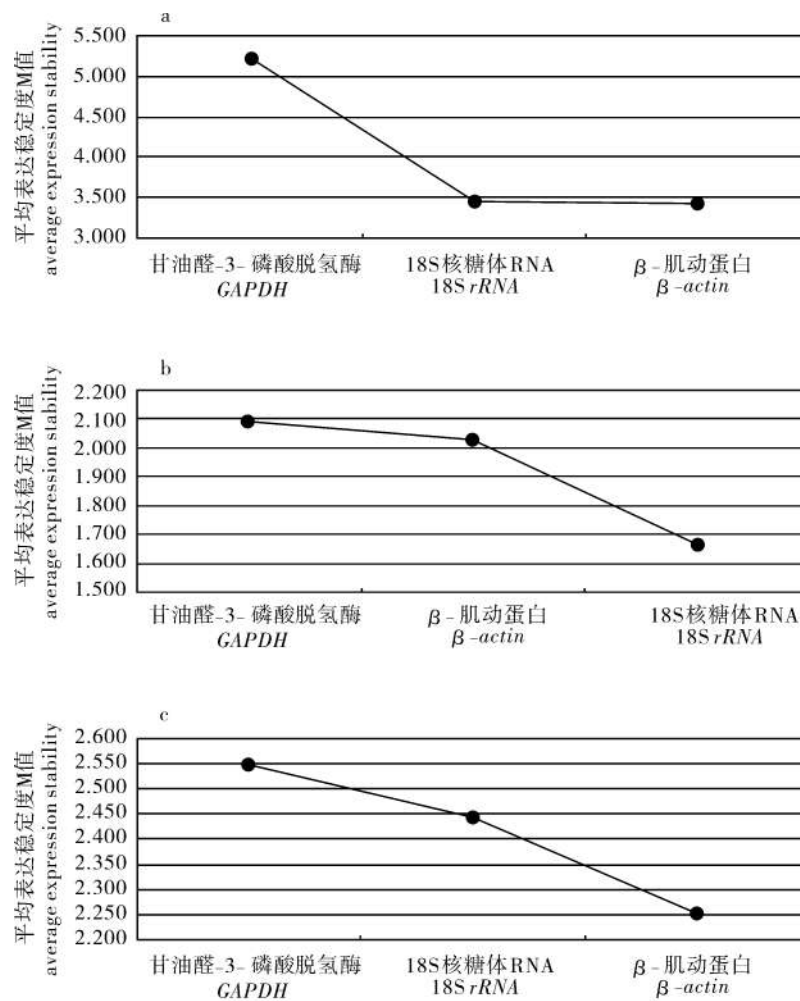 a
平均表达稳定度M值
average expression stability
5.500
5.000
4.500
4.000
3.500
3.000
甘油醛-3-磷酸脱氢酶
GAPDH
18S核糖体RNA
18S rRNA
β-肌动蛋白
β-actin
b
平均表达稳定度M值
average expression stability
2.200
2.100
2.000
1.900
1.800
1.700
1.600
1.500
甘油醛-3-磷酸脱氢酶
GAPDH
β-肌动蛋白
β-actin
18S核糖体RNA
18S rRNA
c
平均表达稳定度M值
average expression stability
2.600
2.550
2.500
2.450
2.400
2.350
2.300
2.250
2.200
甘油醛-3-磷酸脱氢酶
GAPDH
18S核糖体RNA
18S rRNA
β-肌动蛋白
β-actin